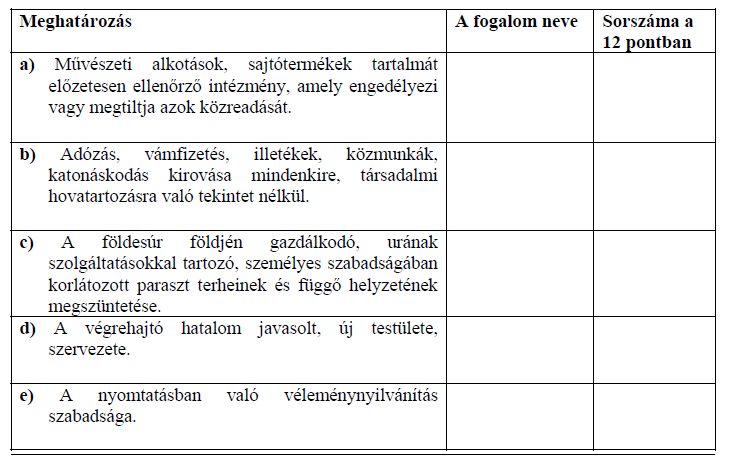 Meghatározás
A fogalom neve
Sorszáma a
12 pontban
a) Művészeti alkotások, sajtótermékek tartalmát
előzetesen ellenőrző intézmény, amely engedélyezi
vagy megtiltja azok közreadását.
b) Adózás, vámfizetés, illetékek, közmunkák,
katonáskodás kirovása mindenkire, társadalmi
hovatartozásra való tekintet nélkül.
c) A földesúr földjén gazdálkodó, urának
szolgáltatásokkal tartozó, személyes szabadságában
korlátozott paraszt terheinek és függő helyzetének
megszüntetése.
d) A végrehajtó hatalom javasolt, új testülete,
szervezete.
e) A nyomtatásban való véleménynyilvánítás
szabadsága.